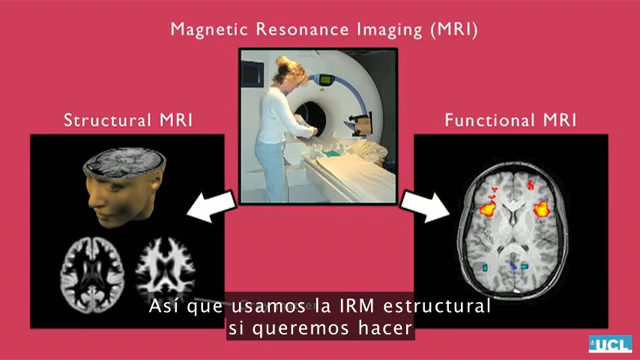 Magnetic Resonance Imaging (MRI)
Structural MRI
Functional MRI
Así que usamos la IRM estructural
si queremos hacer
UCL